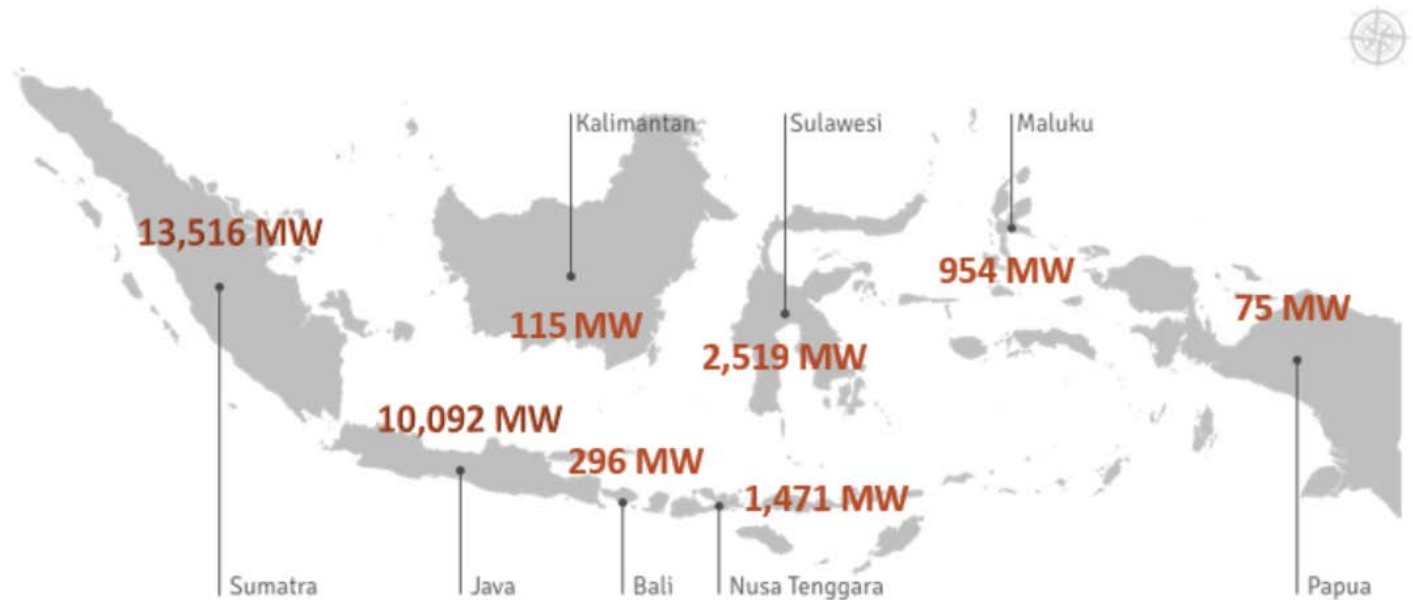 Kalimantan
Sulawesi
Maluku
13,516 MW
954 MW
75 MW
115 MW
2,519 MW
10,092 MW
296 MW
1,471 MW
Sumatra
Java
Bali
Nusa Tenggara
Papua